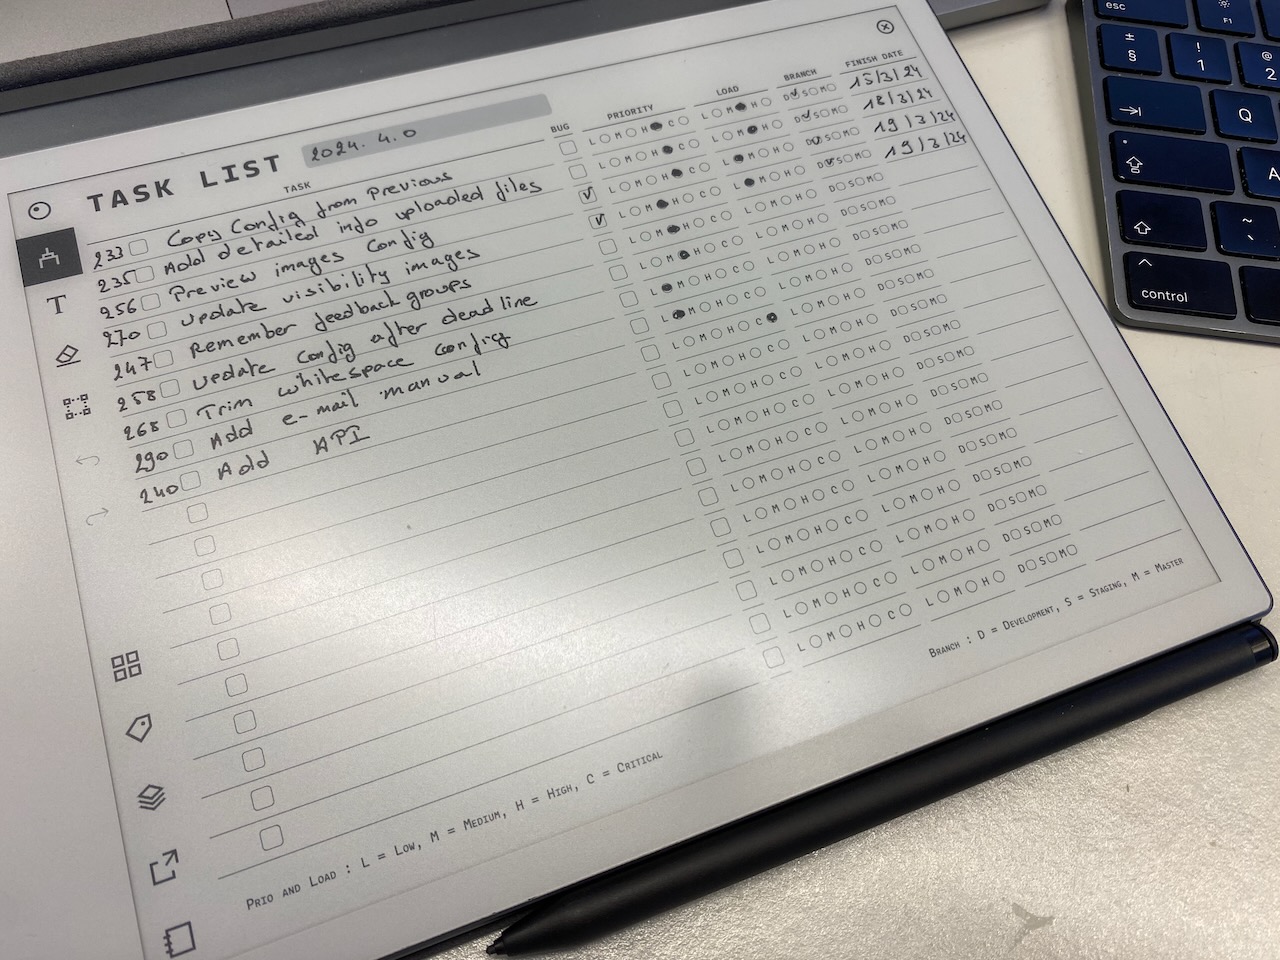 TASK LIST
2024. 4.0
TASK
BUG
PRIORITY
LOAD
BRANCH
FINISH DATE
233 Copy Config from Previous L M H C L M H D S M 15/3/24
235 Add detailed info uploaded files L M H C L M H D S M 18/3/24
256 Preview images Config L M H C L M H D S M 19/3/24
270 update visibility images L M H C L M H D S M 19/3/24
247 Remember feedback groups L M H C L M H D S M
258 update Config after deadline L M H C L M H D S M
268 Trim whitespace config L M H C L M H D S M
290 Add e-mail manual L M H C L M H D S M
240 Add API L M H C L M H D S M
L M H C L M H D S M
L M H C L M H D S M
L M H C L M H D S M
L M H C L M H D S M
L M H C L M H D S M
L M H C L M H D S M
L M H C L M H D S M
L M H C L M H D S M
L M H C L M H D S M
L M H C L M H D S M
PRIO AND LOAD : L = LOW, M = MEDIUM, H = HIGH, C = CRITICAL
BRANCH : D = DEVELOPMENT, S = STAGING, M = MASTER
T
esc
F1
±
§
!
1
@
2
Q
A
~
control